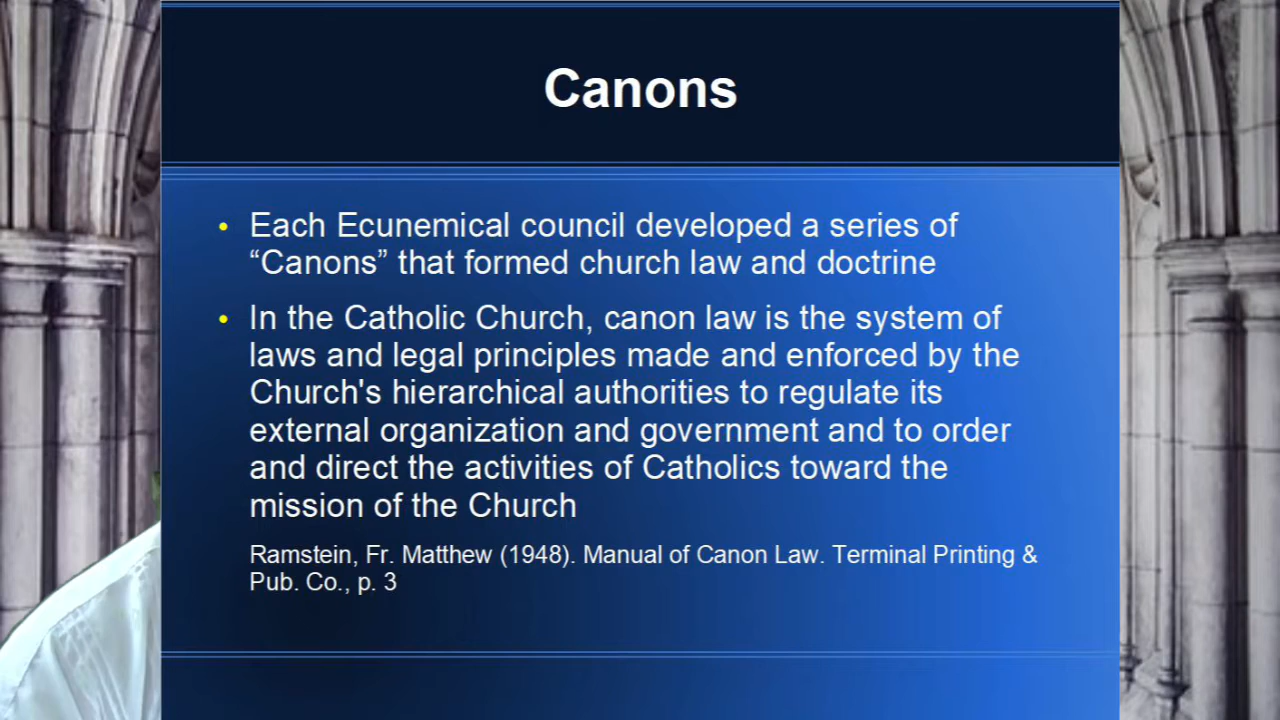 Canons
• Each Ecunemical council developed a series of
“Canons” that formed church law and doctrine
• In the Catholic Church, canon law is the system of
laws and legal principles made and enforced by the
Church's hierarchical authorities to regulate its
external organization and government and to order
and direct the activities of Catholics toward the
mission of the Church
Ramstein, Fr. Matthew (1948). Manual of Canon Law. Terminal Printing &
Pub. Co., p. 3